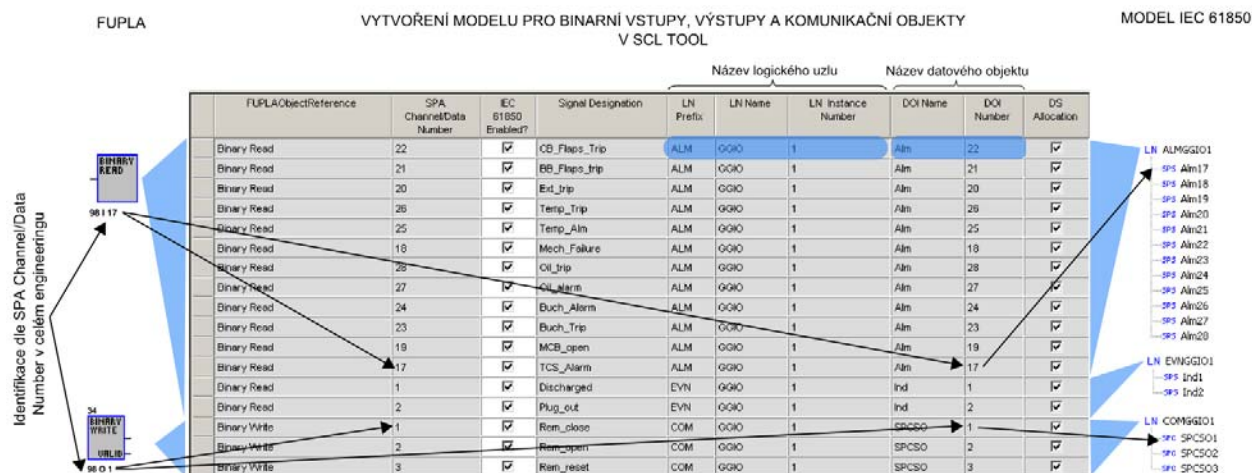 FUPLA
VYTVOŘENÍ MODELU PRO BINARNÍ VSTUPY, VÝSTUPY A KOMUNIKAČNÍ OBJEKTY
V SCL TOOL
MODEL IEC 61850
Název logického uzlu
Název datového objektu
FUPLAObjectReference SPA Channel/Data Number IEC 61850 Enabled? Signal Designation LN Prefix LN Name LN Instance Number DOI Name DOI Number DS Allocation
Binary Read 22 CB_Flaps_Trip ALM GGIO 1 Alm 22
Binary Read 21 BB_Flaps_trip ALM GGIO 1 Alm 21
Binary Read 20 Ext_trip ALM GGIO 1 Alm 20
Binary Read 26 Temp_Trip ALM GGIO 1 Alm 26
Binary Read 25 Temp_Alm ALM GGIO 1 Alm 25
Binary Read 18 Mech_Failure ALM GGIO 1 Alm 18
Binary Read 28 Oil_trip ALM GGIO 1 Alm 28
Binary Read 27 Oil_alarm ALM GGIO 1 Alm 27
Binary Read 24 Buch_Alarm ALM GGIO 1 Alm 24
Binary Read 23 Buch_Trip ALM GGIO 1 Alm 23
Binary Read 19 MCB_open ALM GGIO 1 Alm 19
Binary Read 17 TCS_Alarm ALM GGIO 1 Alm 17
Binary Read 1 Discharged EVN GGIO 1 Ind 1
Binary Read 2 Plug_out EVN GGIO 1 Ind 2
Binary Write 1 Rem_close COM GGIO 1 SPCSO 1
Binary Write 2 Rem_open COM GGIO 1 SPCSO 2
Binary Write 3 Rem_reset COM GGIO 1 SPCSO 3
Identifikace dle SPA Channel/Data
Number v celém engineeringu
BINARY
READ
98 I 17
34
BINARY
WRITE
VALID
98 O 1
LN ALMGGIO1
SPS Alm17
SPS Alm18
SPS Alm19
SPS Alm20
SPS Alm21
SPS Alm22
SPS Alm23
SPS Alm24
SPS Alm25
SPS Alm26
SPS Alm27
SPS Alm28
LN EVNGGIO1
SPS Ind1
SPS Ind2
LN COMGGIO1
SPC SPCSO1
SPC SPCSO2
SPC SPCSO3